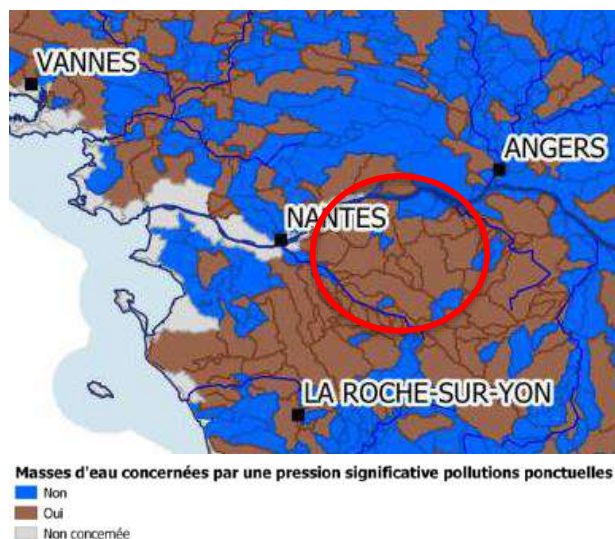 VANNES
ANGERS
NANTES
LA ROCHE-SUR-YON
Masses d'eau concernées par une pression significative pollutions ponctuelles
Non
Oui
Non concernée